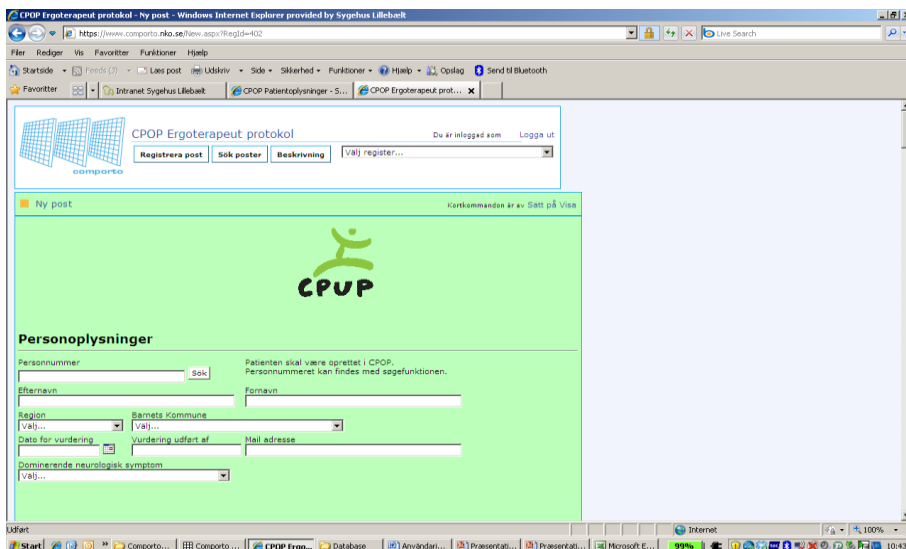 CPOP Ergoterapeut protokol - Ny post - Windows Internet Explorer provided by Sygehus Lillebælt
https://www.comporto.nko.se/New.aspx?RegId=402
Live Search
Filer Rediger Vis Favoritter Funktioner Hjælp
Startside Feeds (J) Læs post Udskriv Side Sikkerhed Funktioner Hjælp Opslag Send til Bluetooth
Favoritter Intranet Sygehus Lillebælt CPOP Patientoplysninger - S... CPOP Ergoterapeut prot...
CPOP Ergoterapeut protokol
Du är inloggad som Logga ut
Registrera post Sök poster Beskrivning Välj register...
comporto
Ny post
Kortkommandon är av Sätt på Visa
CPUP
Personoplysninger
Personnummer
Sök
Patienten skal være oprettet i CPOP.
Personnummeret kan findes med søgefunktionen.
Efternavn Fornavn
Region Barnets Kommune
Välj... Välj...
Dato for vurdering Vurdering udført af Mail adresse
Dominerende neurologisk symptom
Välj...
Udført Internet 100%
Start Comporto... Comporto ... CPOP Ergo... Database Användari... Præsentati... Præsentati... Microsoft E... 99% 10:43